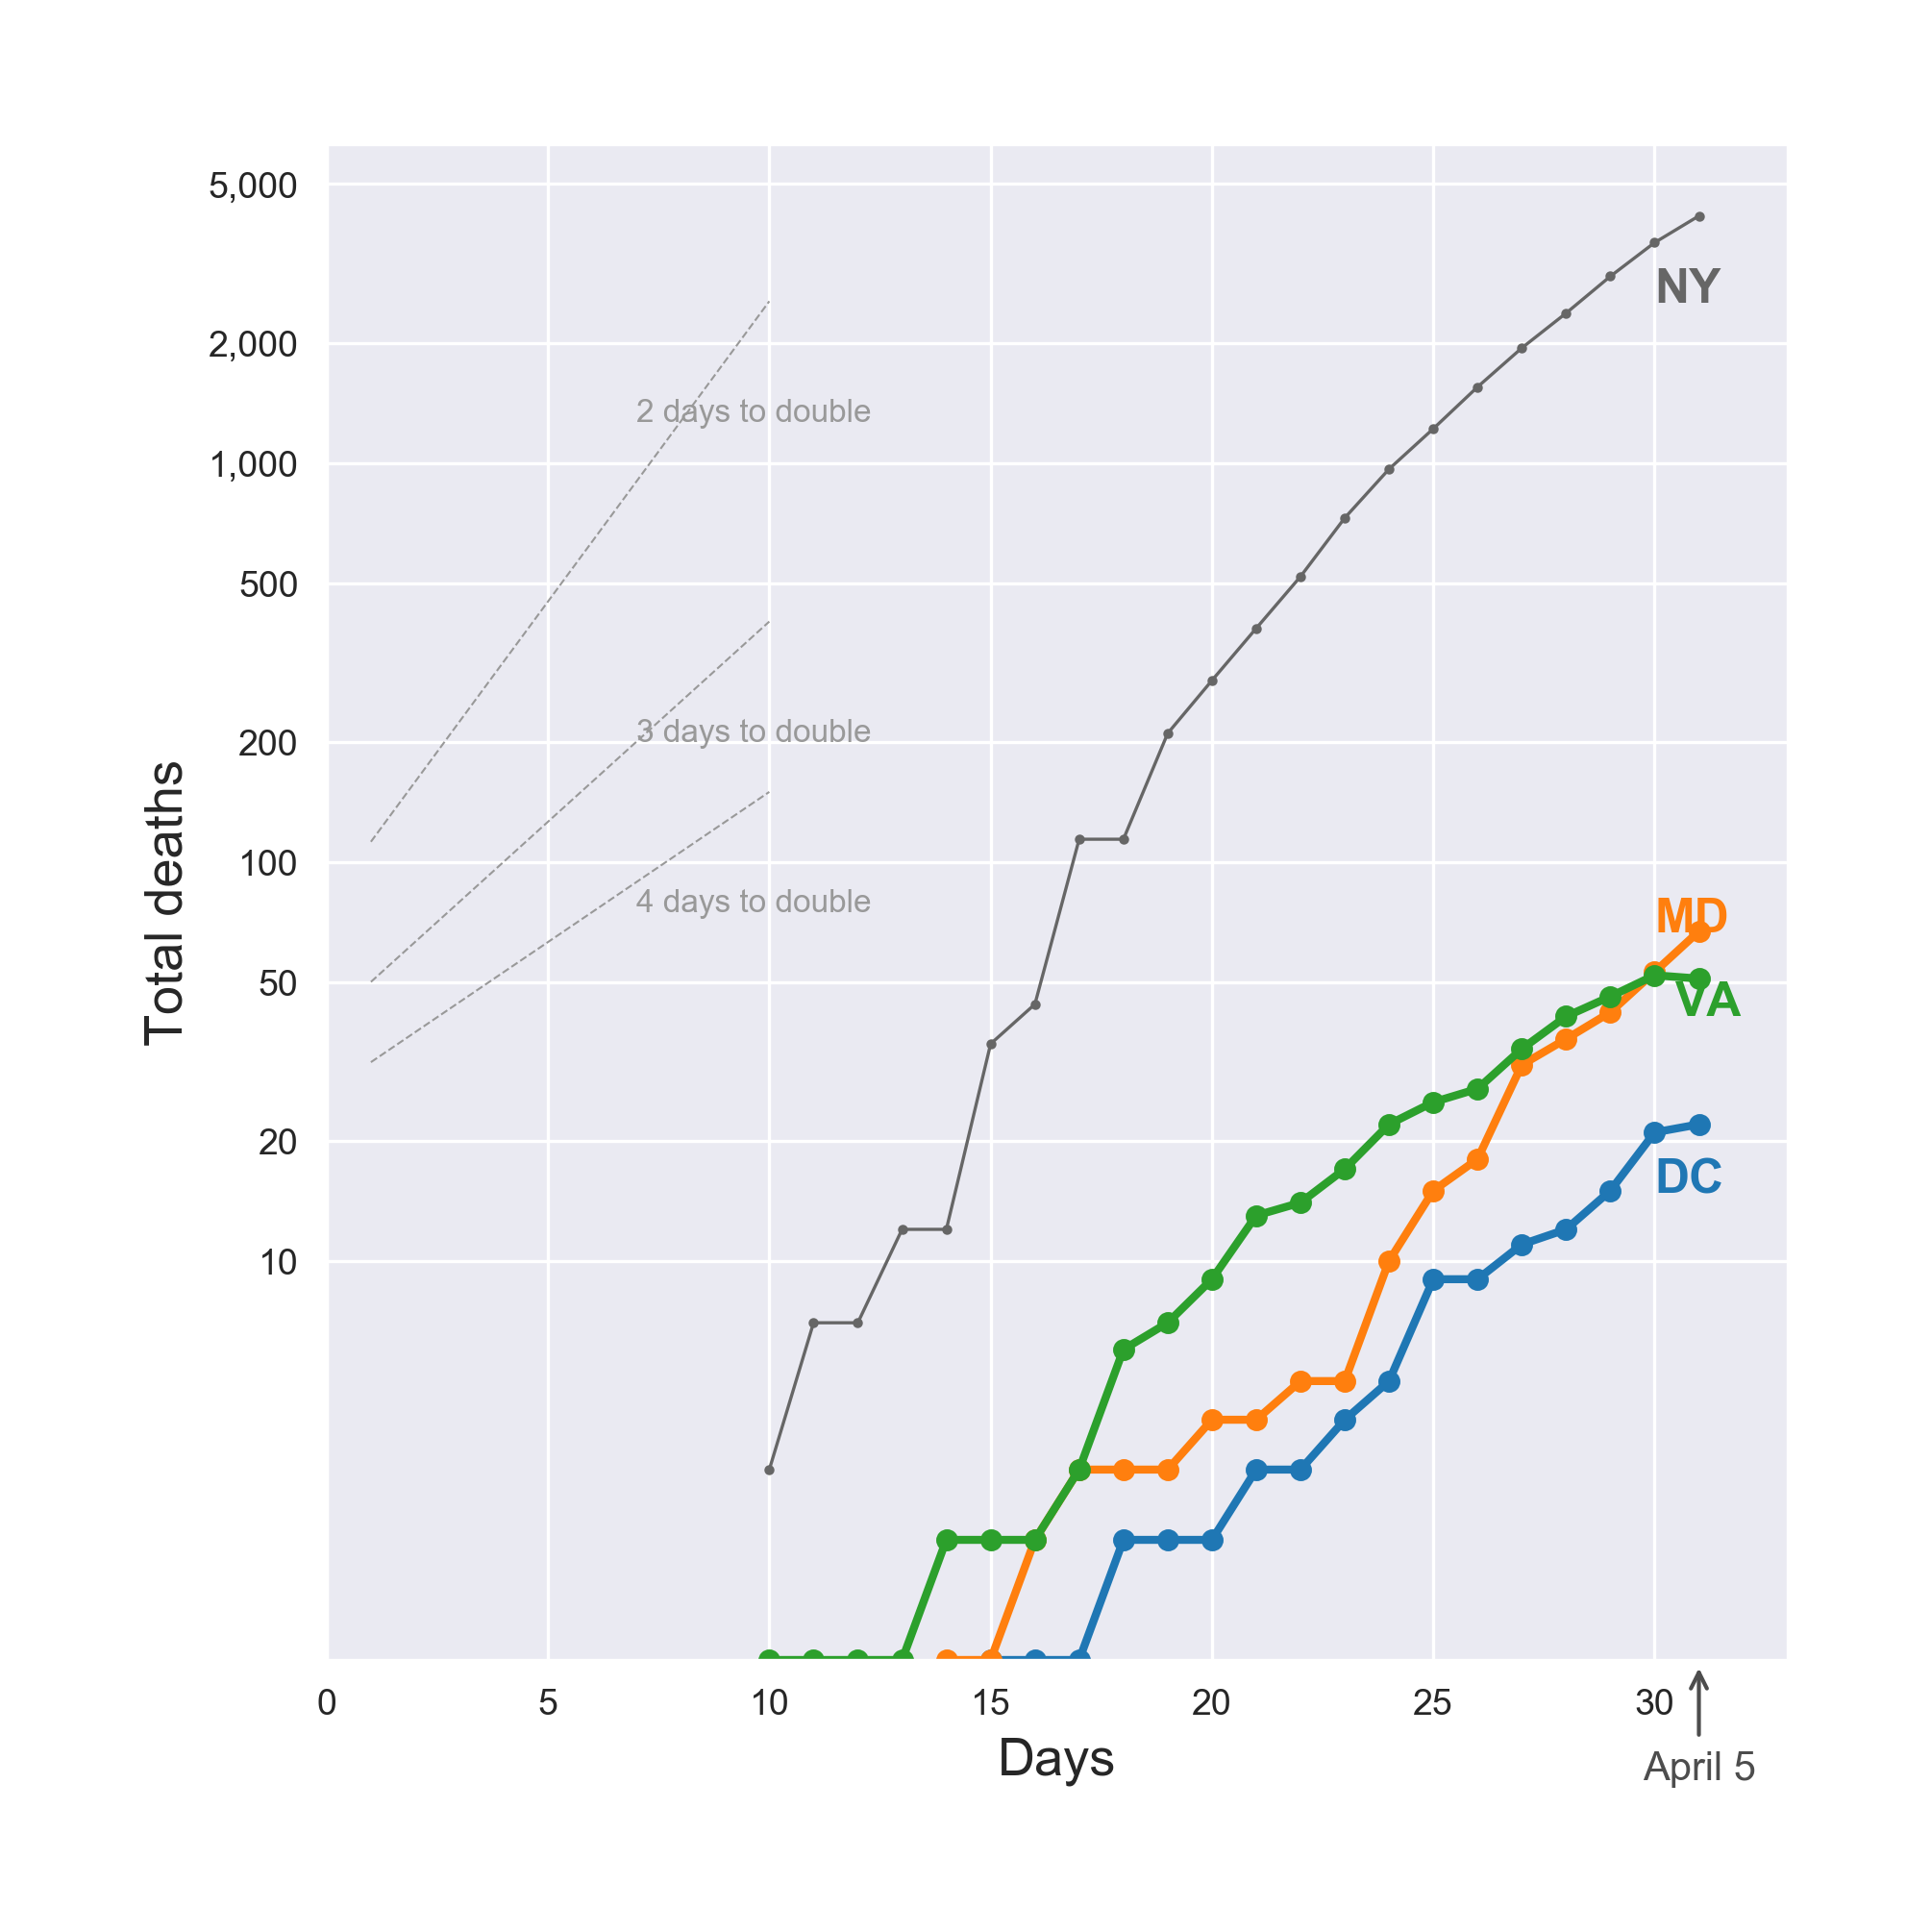 5,000
2,000
1,000
500
200
100
50
20
10
Total deaths
2 days to double
3 days to double
4 days to double
NY
MD
VA
DC
0 5 10 15 20 25 30
Days
April 5